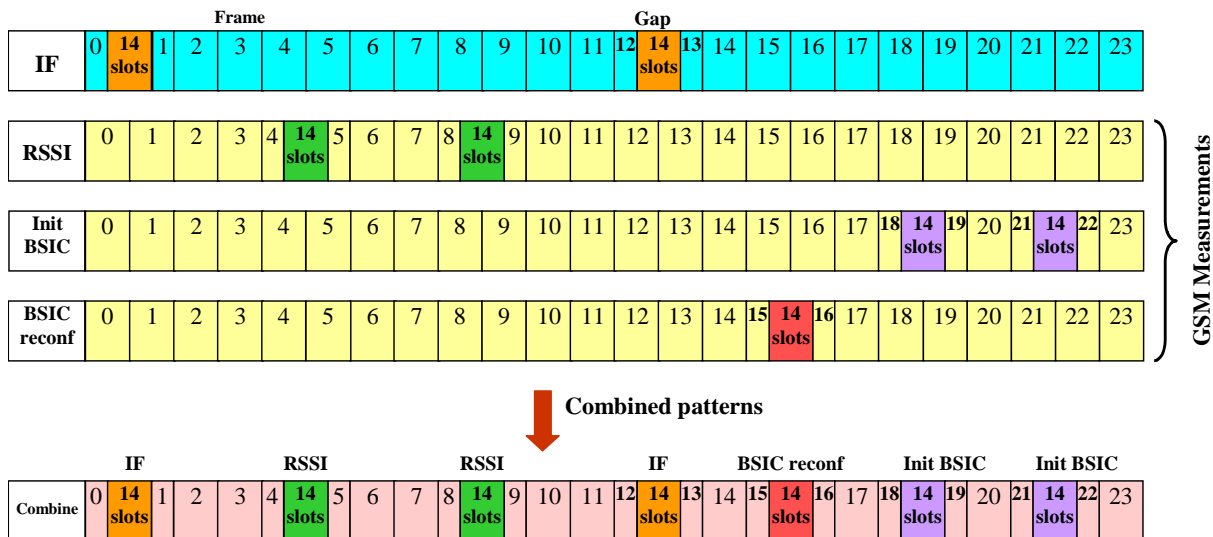 Frame Gap
IF 0 14 slots 1 2 3 4 5 6 7 8 9 10 11 12 14 slots 13 14 15 16 17 18 19 20 21 22 23
RSSI 0 1 2 3 4 14 slots 5 6 7 8 14 slots 9 10 11 12 13 14 15 16 17 18 19 20 21 22 23
Init BSIC 0 1 2 3 4 5 6 7 8 9 10 11 12 13 14 15 16 17 18 14 slots 19 20 21 14 slots 22 23
BSIC reconf 0 1 2 3 4 5 6 7 8 9 10 11 12 13 14 15 14 slots 16 17 18 19 20 21 22 23
GSM Measurements
Combined patterns
IF RSSI RSSI IF BSIC reconf Init BSIC Init BSIC
Combine 0 14 slots 1 2 3 4 14 slots 5 6 7 8 14 slots 9 10 11 12 14 slots 13 14 15 14 slots 16 17 18 14 slots 19 20 21 14 slots 22 23